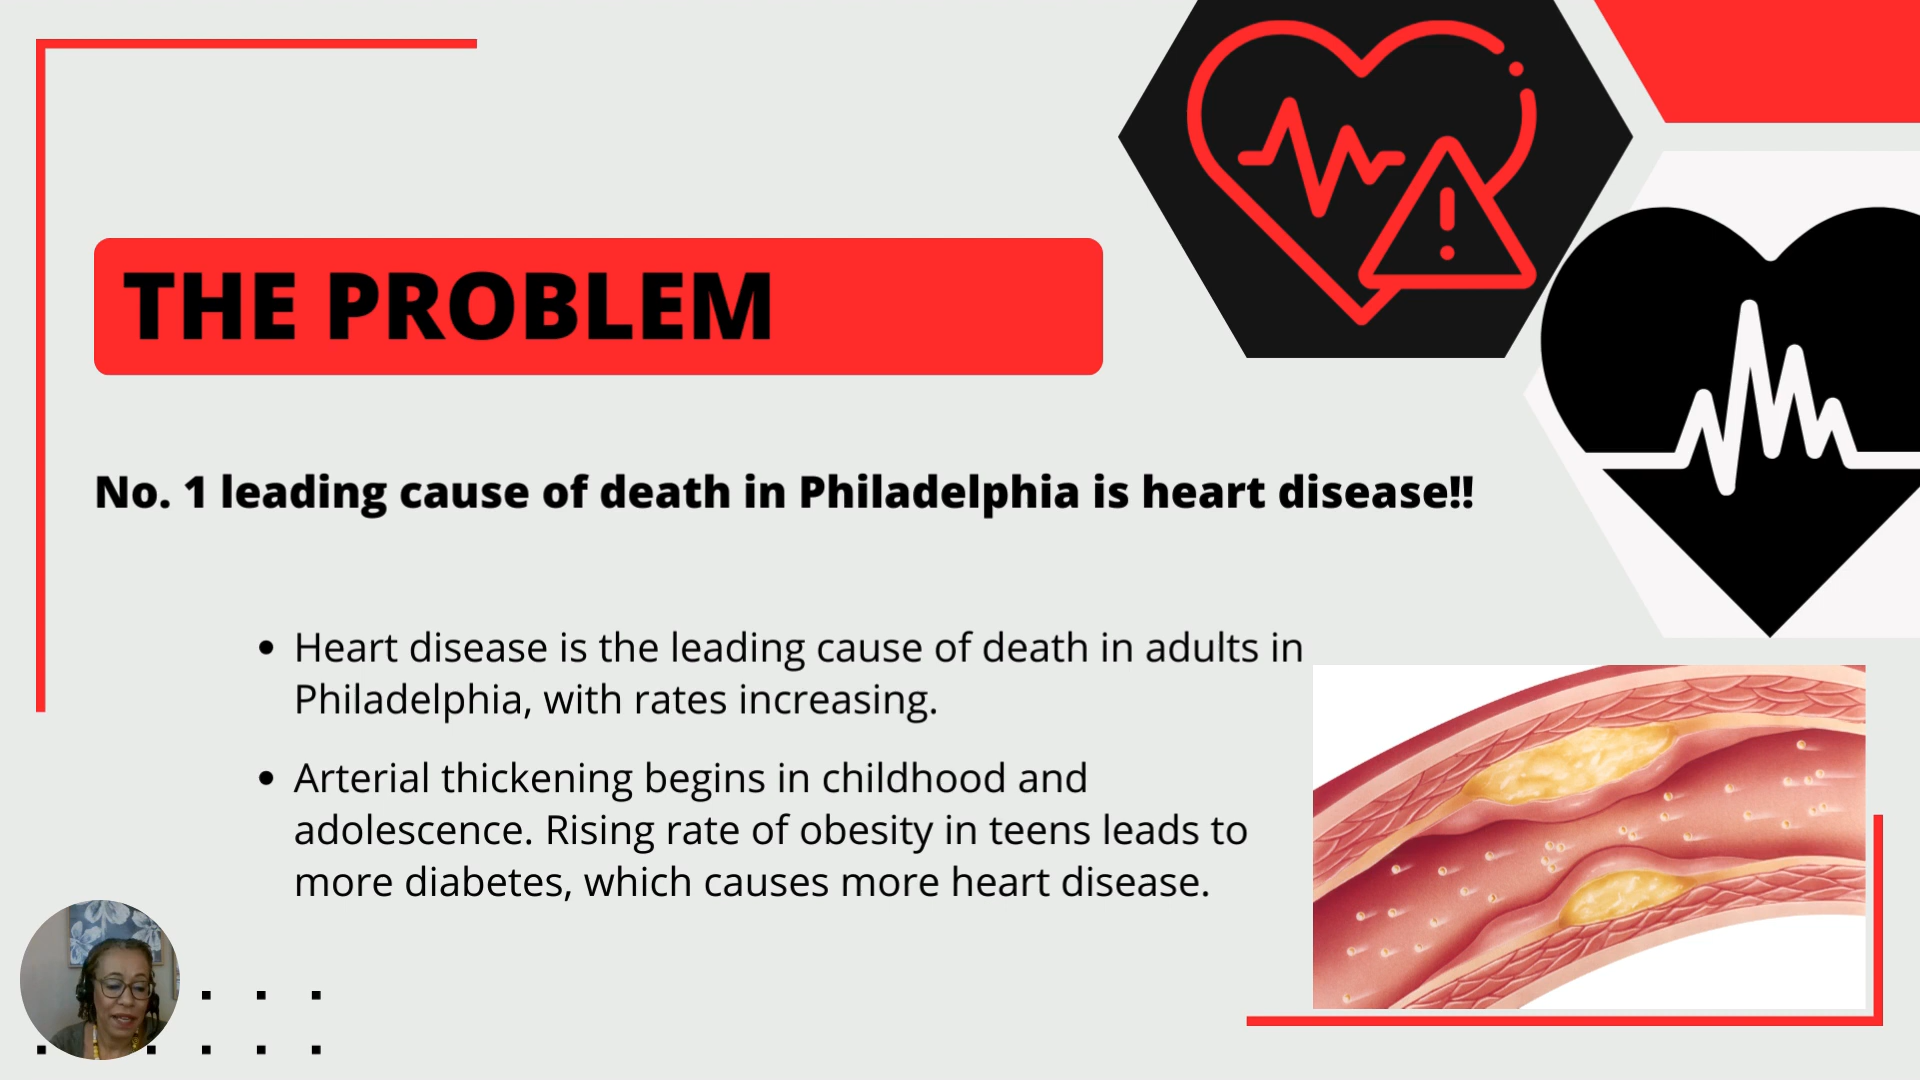 THE PROBLEM
No. 1 leading cause of death in Philadelphia is heart disease!!
• Heart disease is the leading cause of death in adults in
Philadelphia, with rates increasing.
• Arterial thickening begins in childhood and
adolescence. Rising rate of obesity in teens leads to
more diabetes, which causes more heart disease.